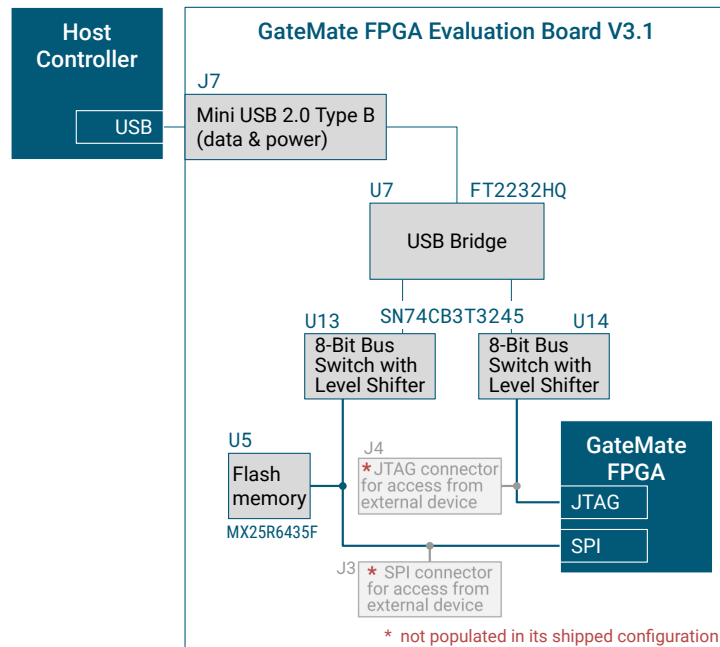 Host
Controller
USB
GateMate FPGA Evaluation Board V3.1
J7
Mini USB 2.0 Type B
(data & power)
U7
FT2232HQ
USB Bridge
SN74CB3T3245
U13
8-Bit Bus
Switch with
Level Shifter
U14
8-Bit Bus
Switch with
Level Shifter
U5
Flash
memory
MX25R6435F
J4
* JTAG connector
for access from
external device
GateMate
FPGA
JTAG
SPI
J3
* SPI connector
for access from
external device
* not populated in its shipped configuration